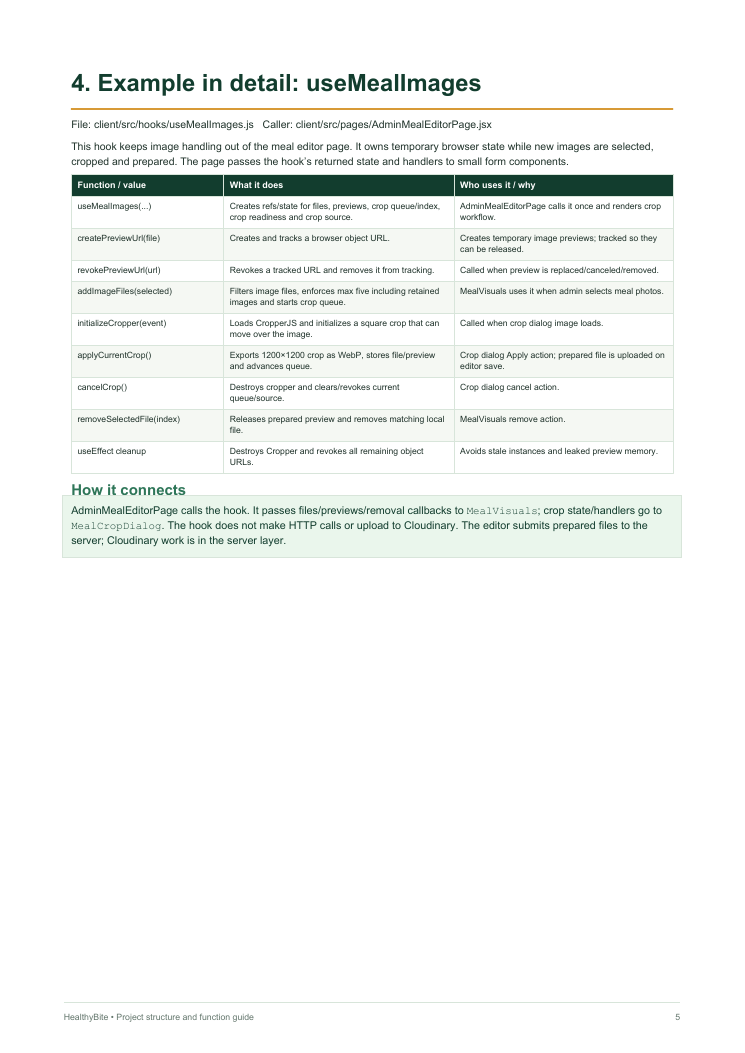 4. Example in detail: useMealImages
File: client/src/hooks/useMealImages.js   Caller: client/src/pages/AdminMealEditorPage.jsx
This hook keeps image handling out of the meal editor page. It owns temporary browser state while new images are selected,
cropped and prepared. The page passes the hook's returned state and handlers to small form components.
Function / value   What it does   Who uses it / why
useMealImages(...)   Creates refs/state for files, previews, crop queue/index,   AdminMealEditorPage calls it once and renders crop
crop readiness and crop source.   workflow.
createPreviewUrl(file)   Creates and tracks a browser object URL.   Creates temporary image previews; tracked so they
can be released.
revokePreviewUrl(url)   Revokes a tracked URL and removes it from tracking.   Called when preview is replaced/canceled/removed.
addImageFiles(selected)   Filters image files, enforces max five including retained   MealVisuals uses it when admin selects meal photos.
images and starts crop queue.
initializeCropper(event)   Loads CropperJS and initializes a square crop that can   Called when crop dialog image loads.
move over the image.
applyCurrentCrop()   Exports 1200×1200 crop as WebP, stores file/preview   Crop dialog Apply action; prepared file is uploaded on
and advances queue.   editor save.
cancelCrop()   Destroys cropper and clears/revokes current   Crop dialog cancel action.
queue/source.
removeSelectedFile(index)   Releases prepared preview and removes matching local   MealVisuals remove action.
file.
useEffect cleanup   Destroys Cropper and revokes all remaining object   Avoids stale instances and leaked preview memory.
URLs.
How it connects
AdminMealEditorPage calls the hook. It passes files/previews/removal callbacks to MealVisuals; crop state/handlers go to
MealCropDialog. The hook does not make HTTP calls or upload to Cloudinary. The editor submits prepared files to the
server; Cloudinary work is in the server layer.
HealthyBite • Project structure and function guide   5